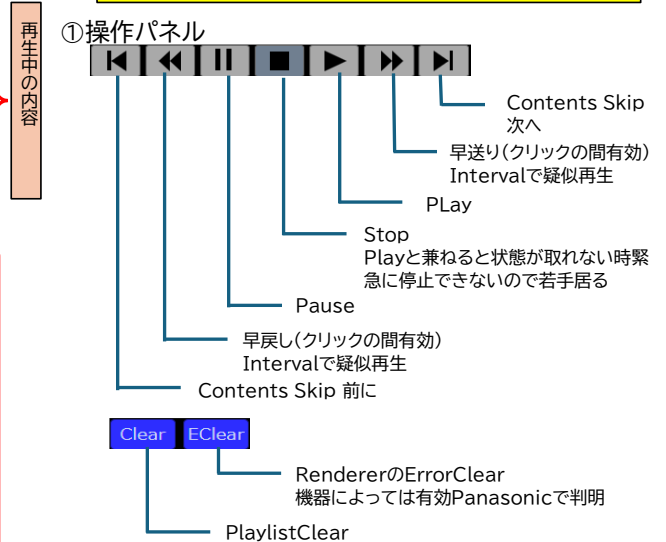 再生中の内容
①操作パネル
Contents Skip
次へ
早送り(クリックの間有効)
Intervalで疑似再生
PLay
Stop
Playと兼ねると状態が取れない時緊
急に停止できないので若手居る
Pause
早戻し(クリックの間有効)
Intervalで疑似再生
Contents Skip 前に
Clear
EClear
RendererのErrorClear
機器によっては有効Panasonicで判明
PlaylistClear